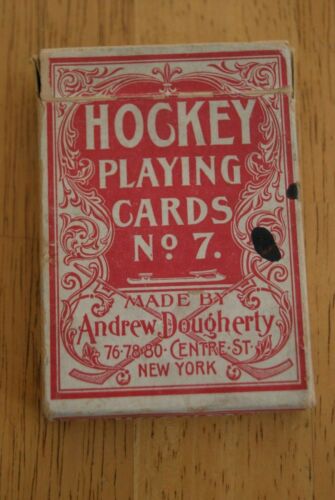 HOCKEY
PLAYING
CARDS
No 7.
MADE BY
Andrew Dougherty
76·78·80· CENTRE·ST·
NEW YORK